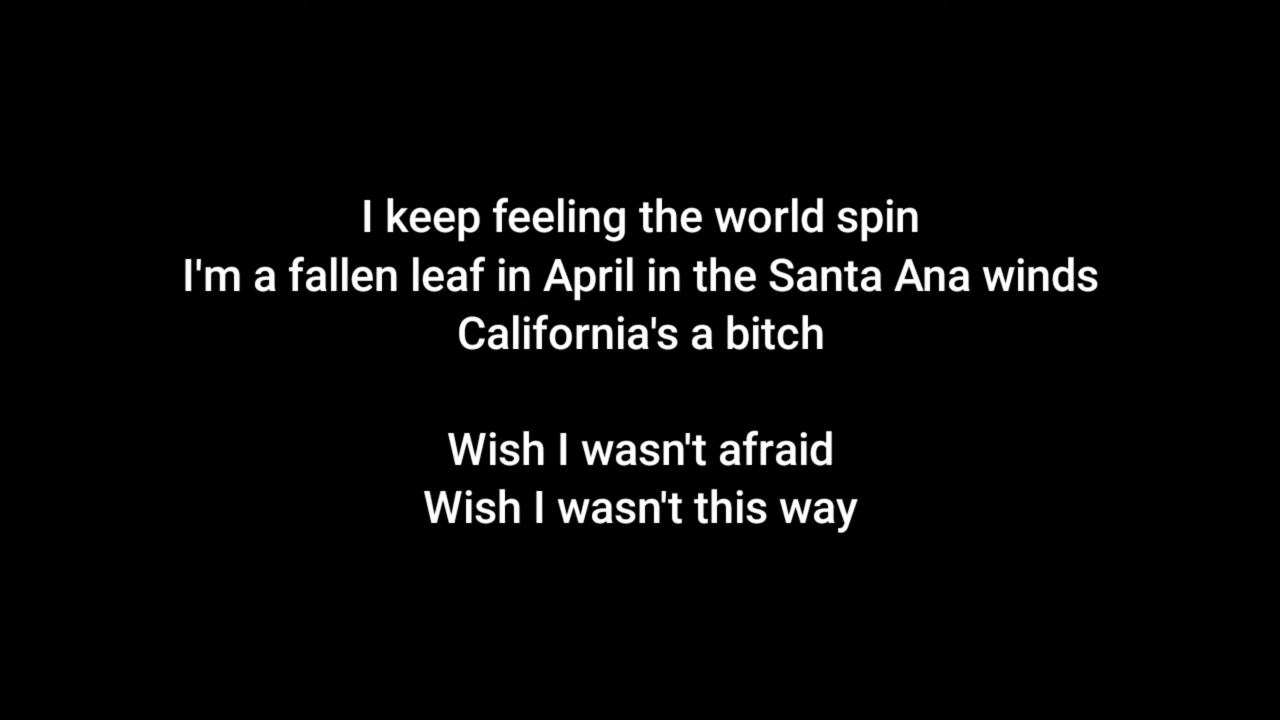 I keep feeling the world spin
I'm a fallen leaf in April in the Santa Ana winds
California's a bitch
Wish I wasn't afraid
Wish I wasn't this way